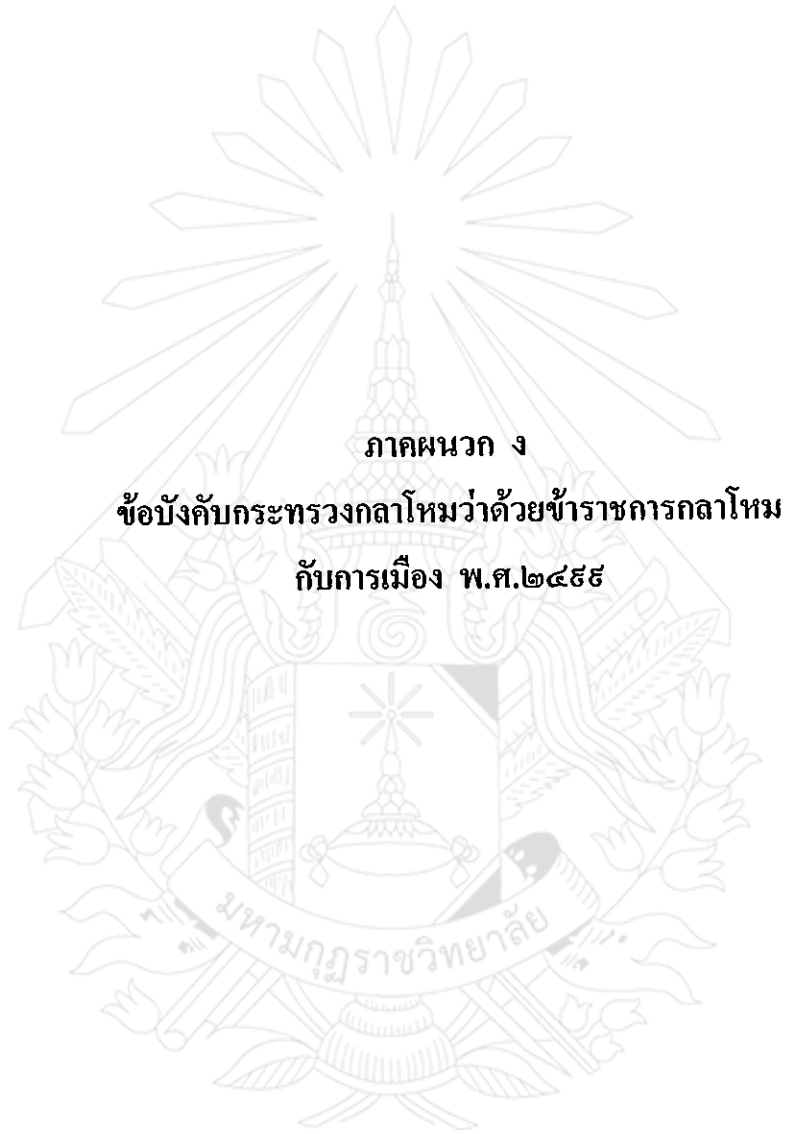 ภาคผนวก ง
ข้อบังคับกระทรวงกลาโหมว่าด้วยข้าราชการกลาโหม
กับการเมือง พ.ศ.๒๔๙๙
มหามกุฏราชวิทยาลัย